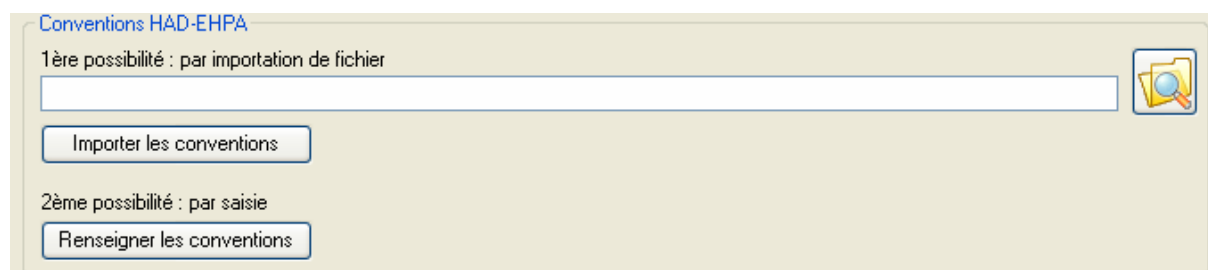 Conventions HAD-EHPA
1ère possibilité : par importation de fichier
Importer les conventions
2ème possibilité : par saisie
Renseigner les conventions